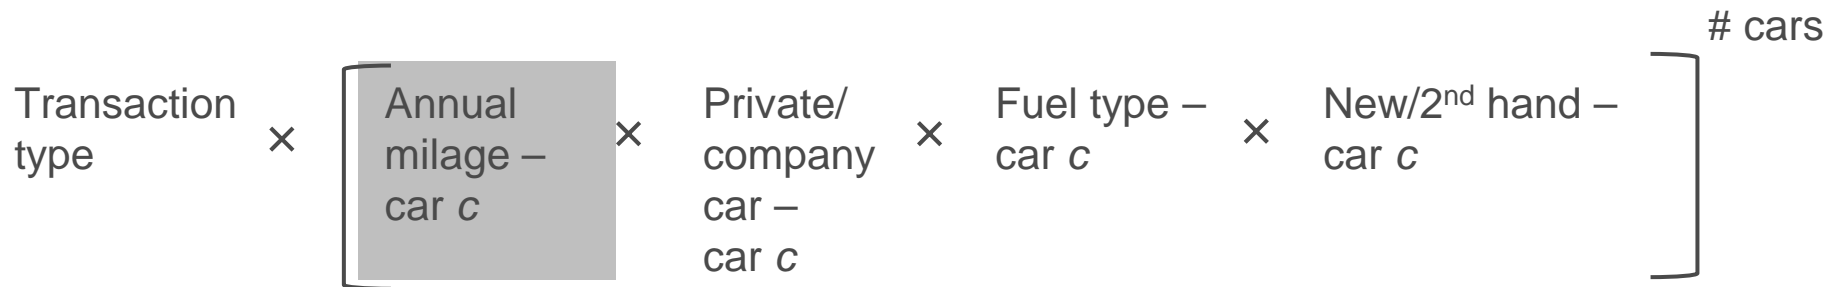 # cars
Transaction
type
×
Annual
milage –
car c
×
Private/
company
car –
car c
×
Fuel type –
car c
×
New/2nd hand –
car c